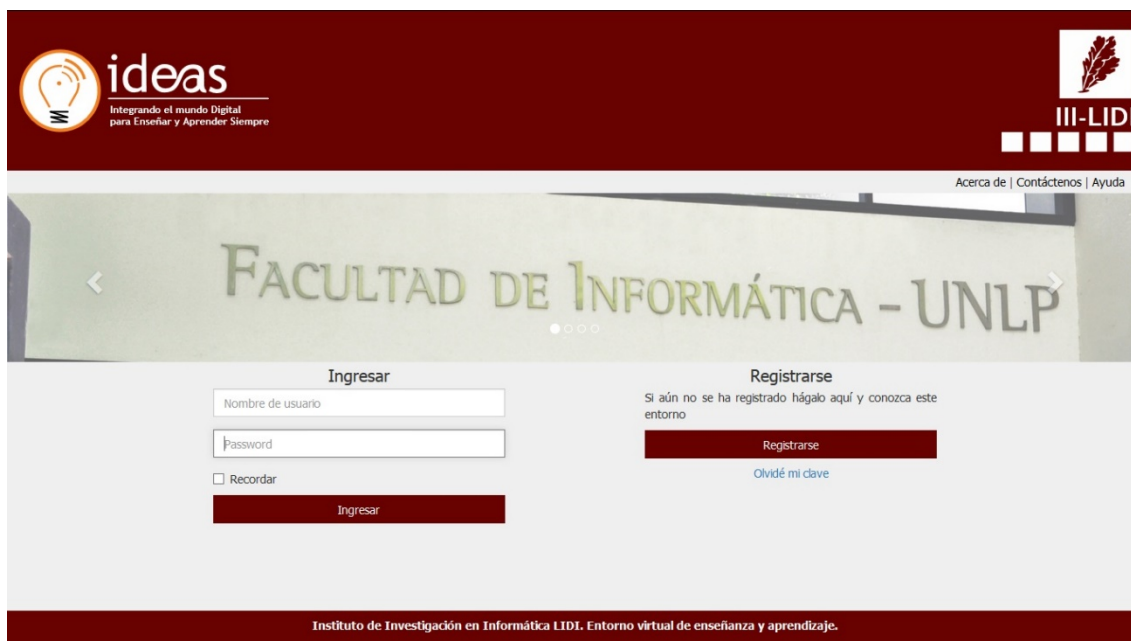 ideas
Integrando el mundo Digital
para Enseñar y Aprender Siempre
III-LIDI
Acerca de | Contáctenos | Ayuda
FACULTAD DE INFORMÁTICA - UNLP
Ingresar
Nombre de usuario
Password
Recordar
Ingresar
Registrarse
Si aún no se ha registrado hágalo aquí y conozca este
entorno
Registrarse
Olvidé mi clave
Instituto de Investigación en Informática LIDI. Entorno virtual de enseñanza y aprendizaje.